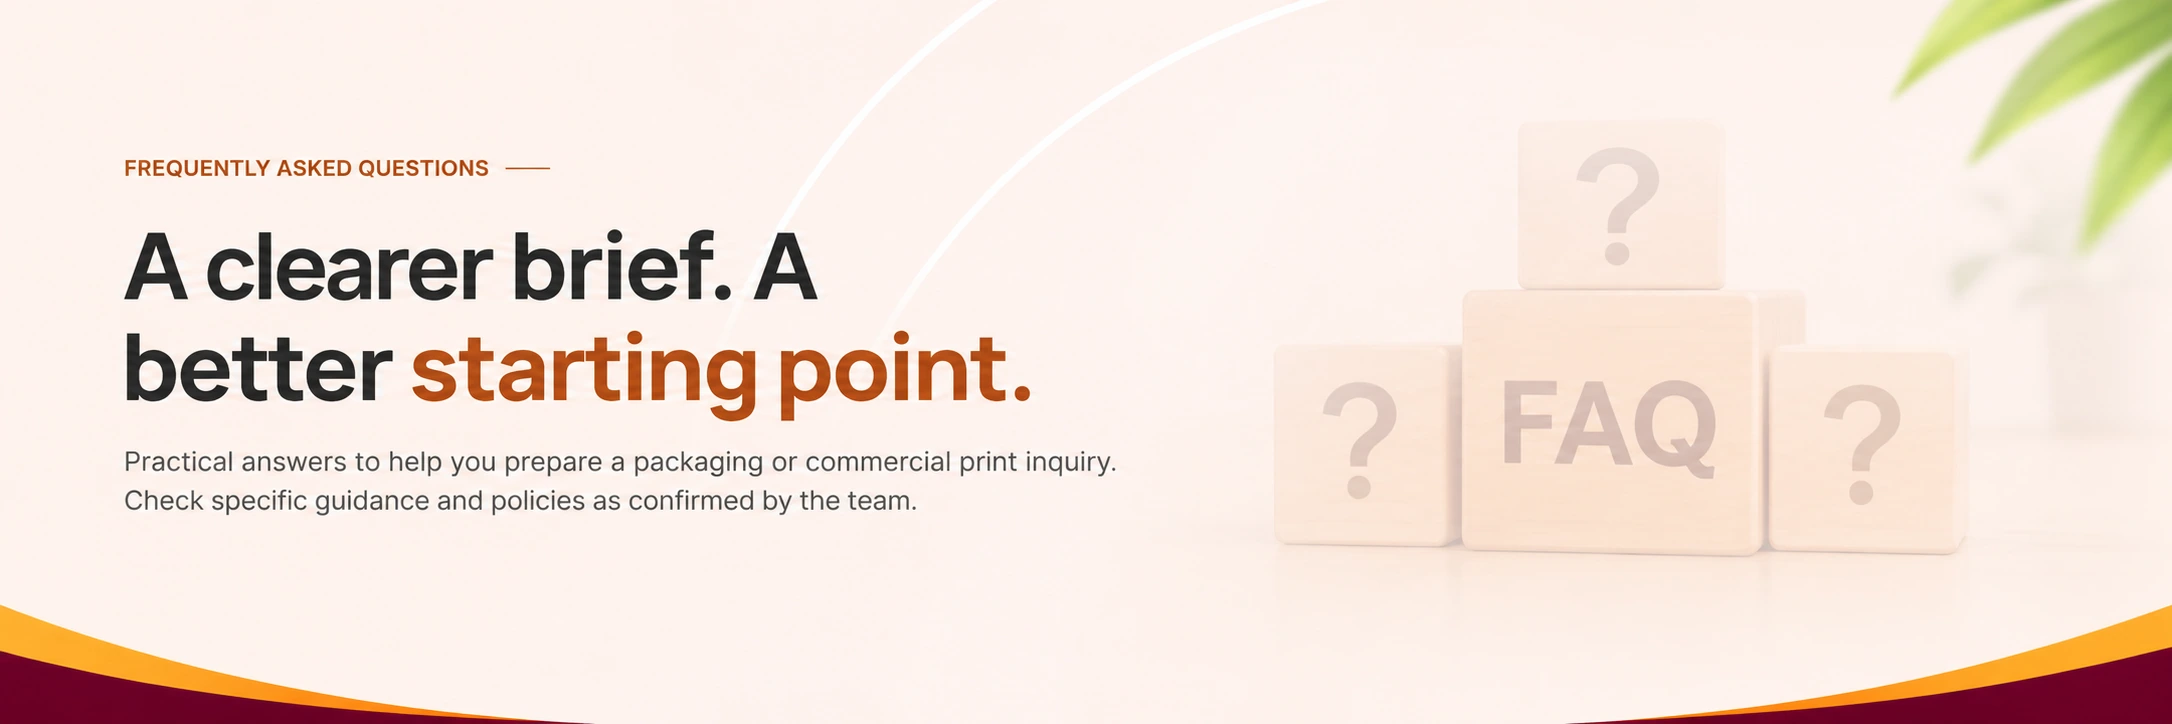 FREQUENTLY ASKED QUESTIONS
A clearer brief. A
better starting point.
Practical answers to help you prepare a packaging or commercial print inquiry.
Check specific guidance and policies as confirmed by the team.
?
?
FAQ
?